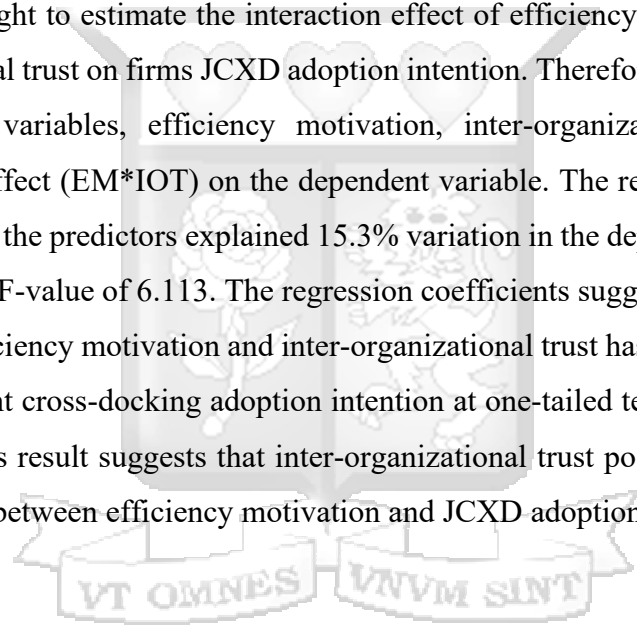 ght to estimate the interaction effect of efficiency
al trust on firms JCXD adoption intention. Therefor
variables, efficiency motivation, inter-organiza
ffect (EM*IOT) on the dependent variable. The re
the predictors explained 15.3% variation in the dep
F-value of 6.113. The regression coefficients sugg
ciency motivation and inter-organizational trust has
nt cross-docking adoption intention at one-tailed te
s result suggests that inter-organizational trust po
between efficiency motivation and JCXD adoption
VT OMNES VNVM SINT